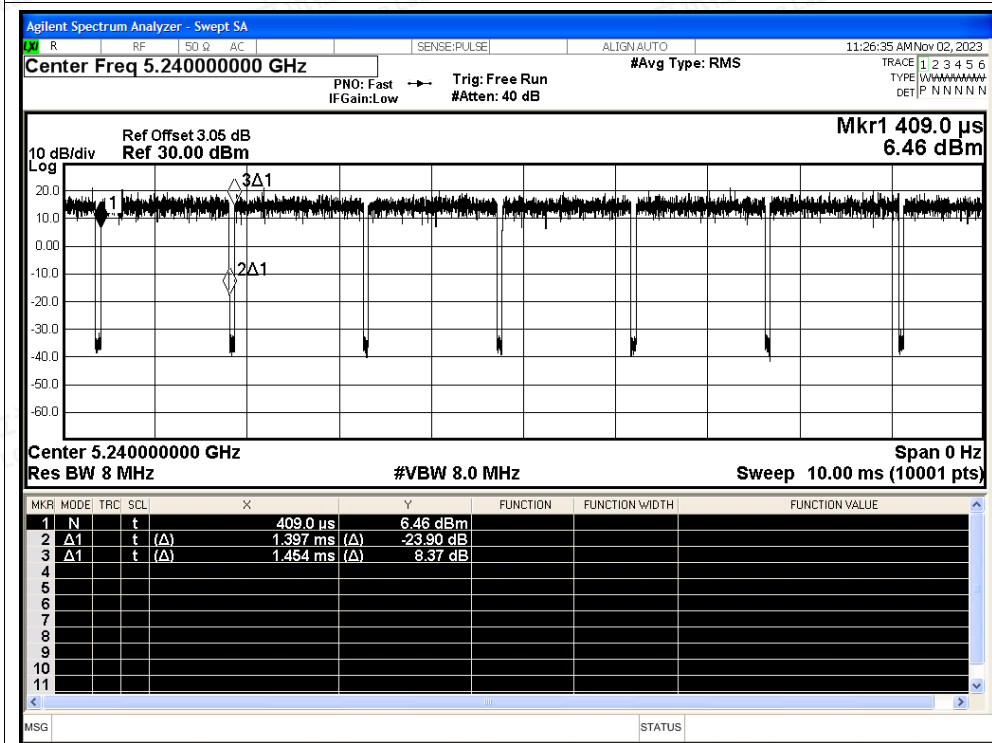 Agilent Spectrum Analyzer - Swept SA
LXI R RF 50 Ω AC SENSE:PULSE ALIGN AUTO 11:26:35 AM Nov 02, 2023
Center Freq 5.240000000 GHz #Avg Type: RMS TRACE 1 2 3 4 5 6
PNO: Fast Trig: Free Run TYPE WWWWWW
IFGain:Low #Atten: 40 dB DET P N N N N N
Mkr1 409.0 µs
6.46 dBm
Ref Offset 3.05 dB
10 dB/div Ref 30.00 dBm
Log
20.0
10.0
0.00
-10.0
-20.0
-30.0
-40.0
-50.0
-60.0
1
3Δ1
2Δ1
Center 5.240000000 GHz Span 0 Hz
Res BW 8 MHz #VBW 8.0 MHz Sweep 10.00 ms (10001 pts)
MKR MODE TRC SCL X Y FUNCTION FUNCTION WIDTH FUNCTION VALUE
1 N t 409.0 µs 6.46 dBm
2 Δ1 t (Δ) 1.397 ms (Δ) -23.90 dB
3 Δ1 t (Δ) 1.454 ms (Δ) 8.37 dB
4
5
6
7
8
9
10
11
MSG STATUS